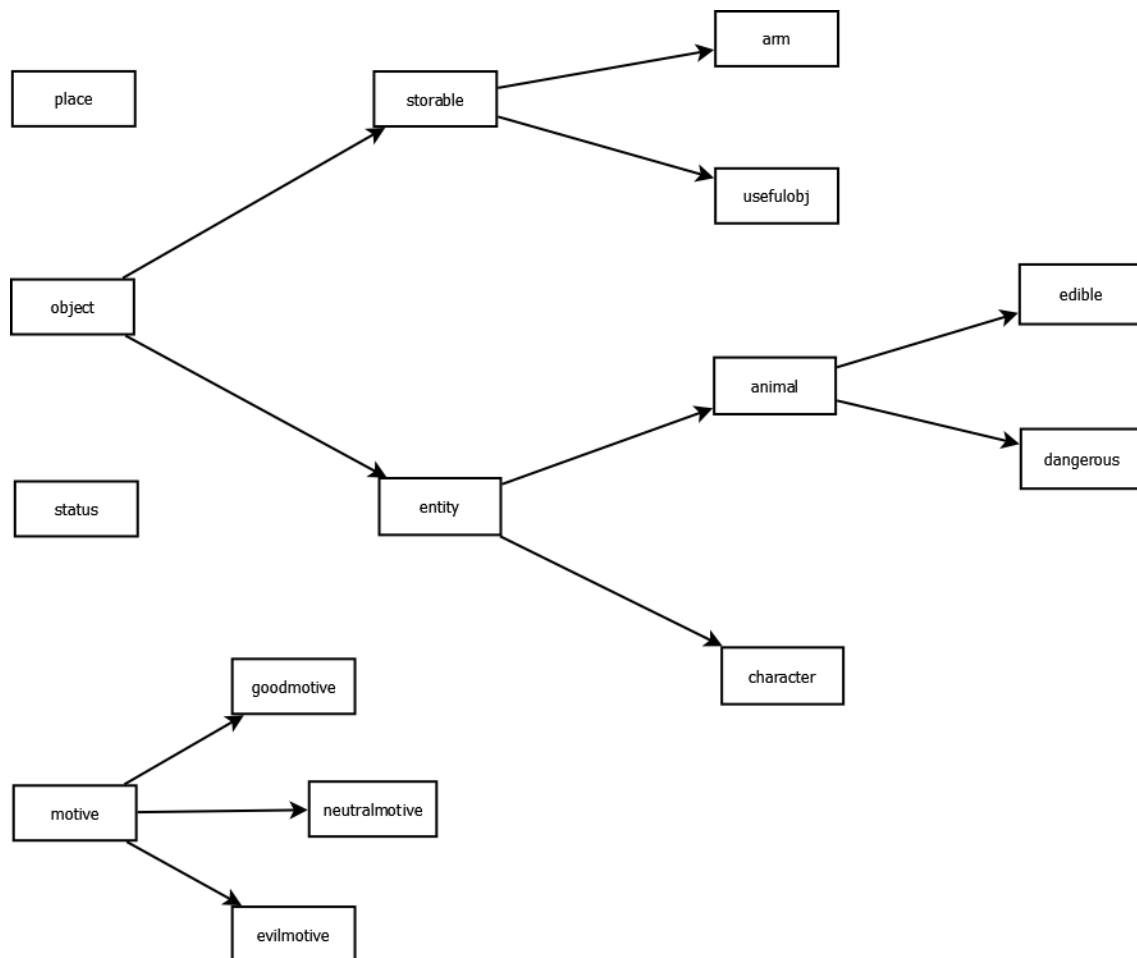 arm
place
storable
usefulobj
object
edible
animal
dangerous
status
entity
character
goodmotive
motive
neutralmotive
evilmotive